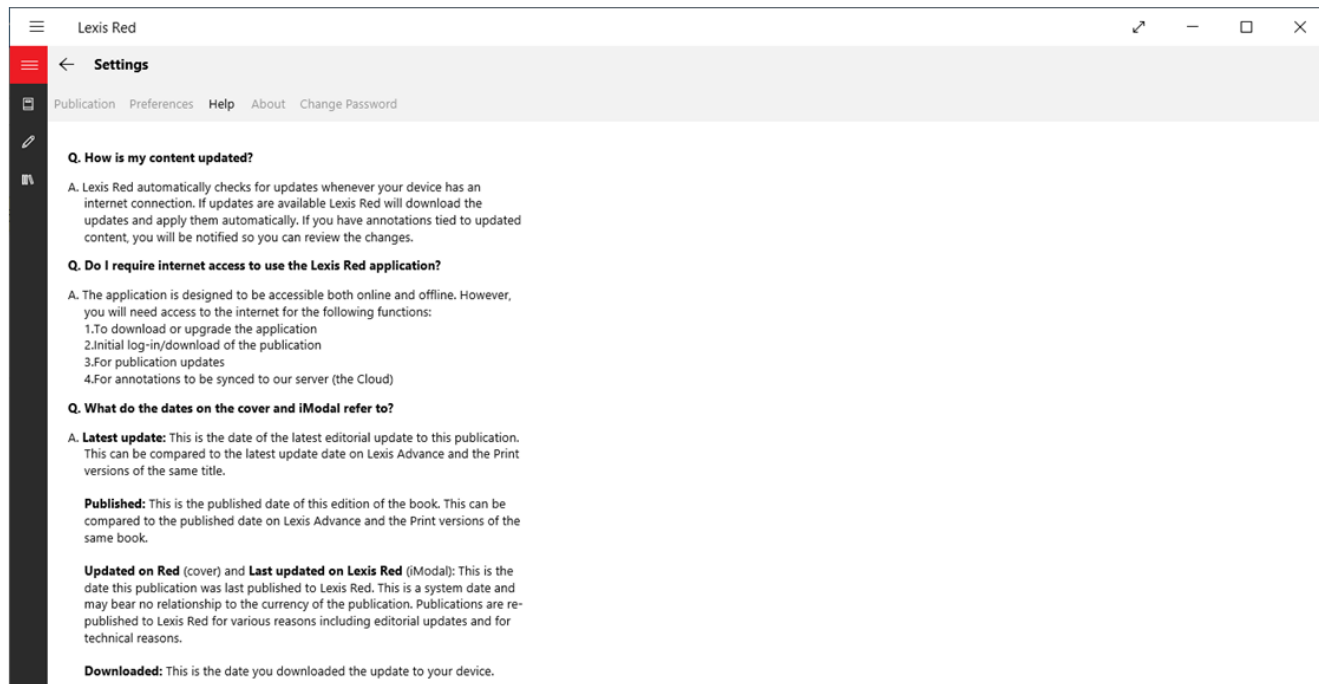 Lexis Red
Settings
Publication Preferences Help About Change Password
Q. How is my content updated?
A. Lexis Red automatically checks for updates whenever your device has an
internet connection. If updates are available Lexis Red will download the
updates and apply them automatically. If you have annotations tied to updated
content, you will be notified so you can review the changes.
Q. Do I require internet access to use the Lexis Red application?
A. The application is designed to be accessible both online and offline. However,
you will need access to the internet for the following functions:
1.To download or upgrade the application
2.Initial log-in/download of the publication
3.For publication updates
4.For annotations to be synced to our server (the Cloud)
Q. What do the dates on the cover and iModal refer to?
A. Latest update: This is the date of the latest editorial update to this publication.
This can be compared to the latest update date on Lexis Advance and the Print
versions of the same title.
Published: This is the published date of this edition of the book. This can be
compared to the published date on Lexis Advance and the Print versions of the
same book.
Updated on Red (cover) and Last updated on Lexis Red (iModal): This is the
date this publication was last published to Lexis Red. This is a system date and
may bear no relationship to the currency of the publication. Publications are re-
published to Lexis Red for various reasons including editorial updates and for
technical reasons.
Downloaded: This is the date you downloaded the update to your device.